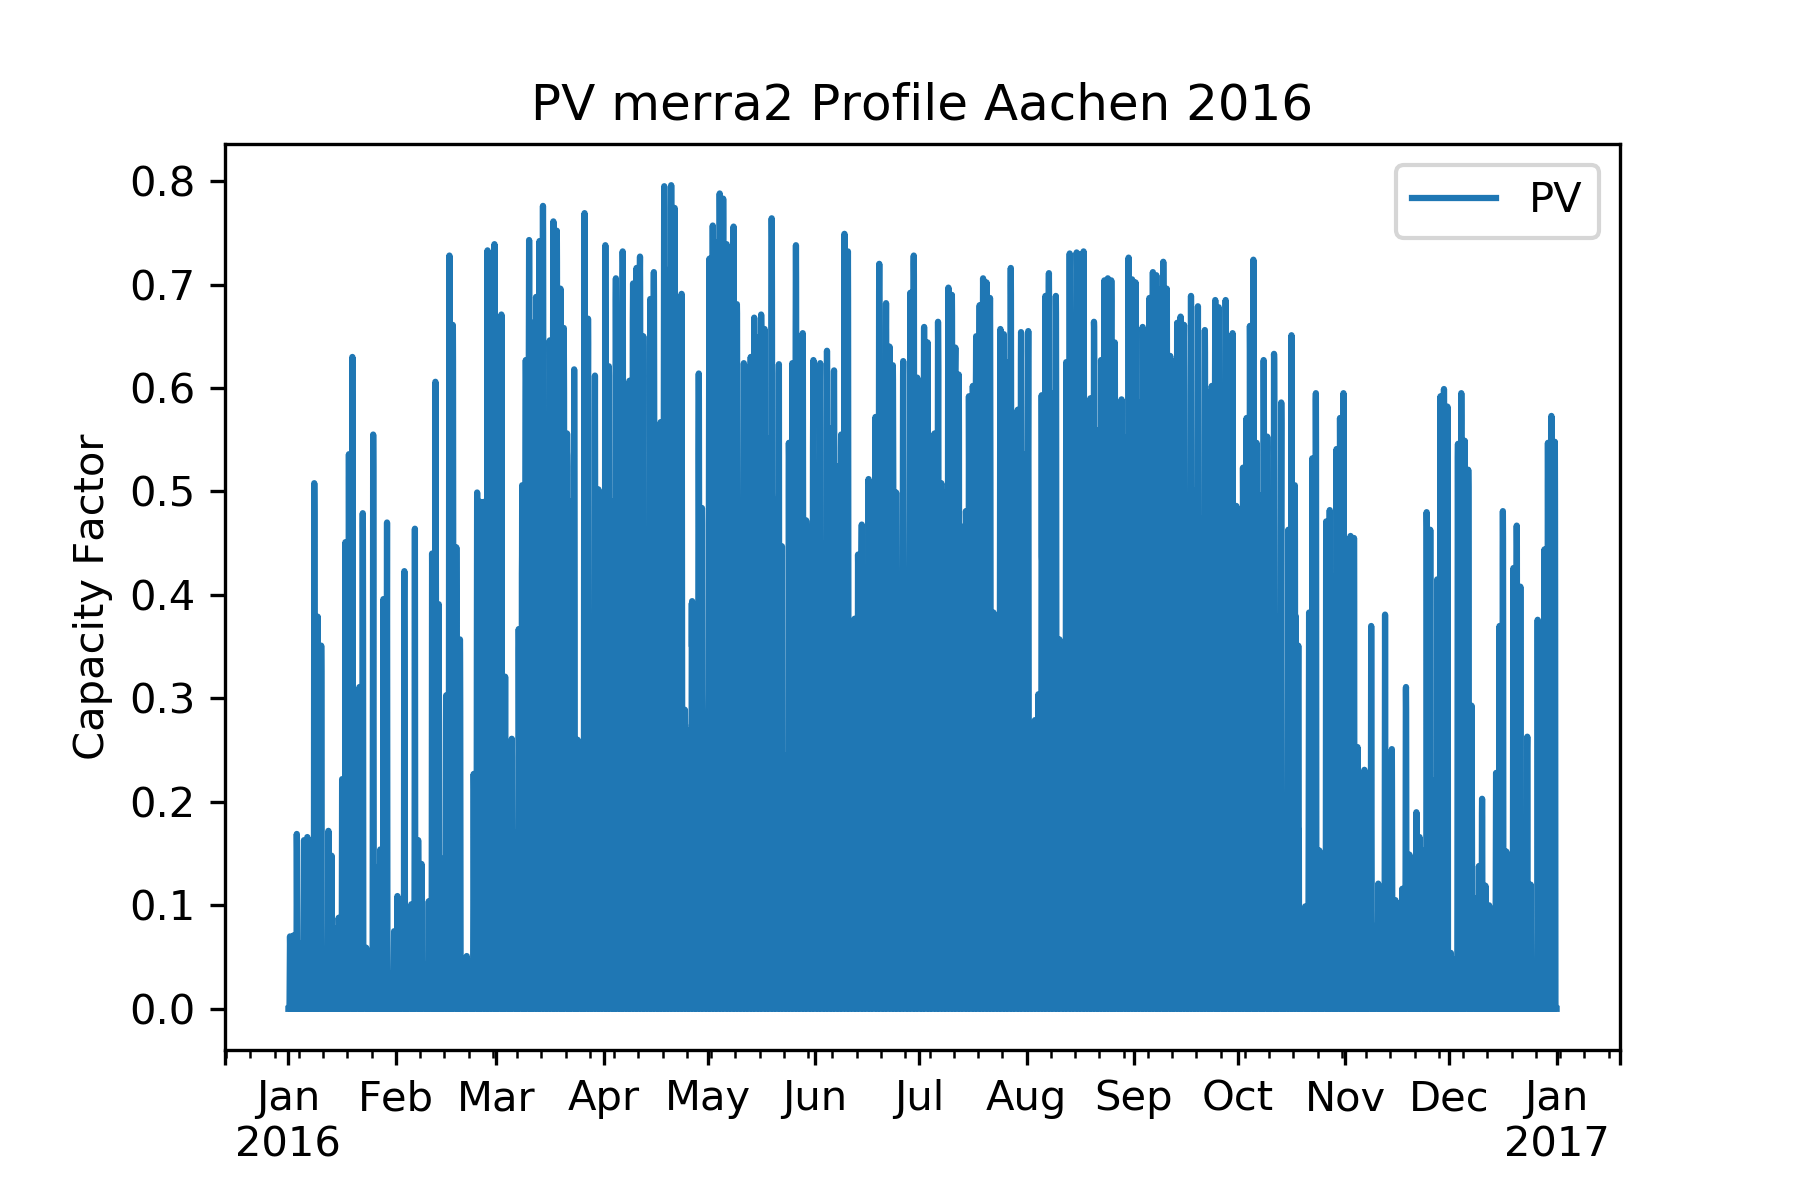 PV merra2 Profile Aachen 2016
PV
Capacity Factor
0.8
0.7
0.6
0.5
0.4
0.3
0.2
0.1
0.0
Jan Feb Mar Apr May Jun Jul Aug Sep Oct Nov Dec Jan
2016 2017